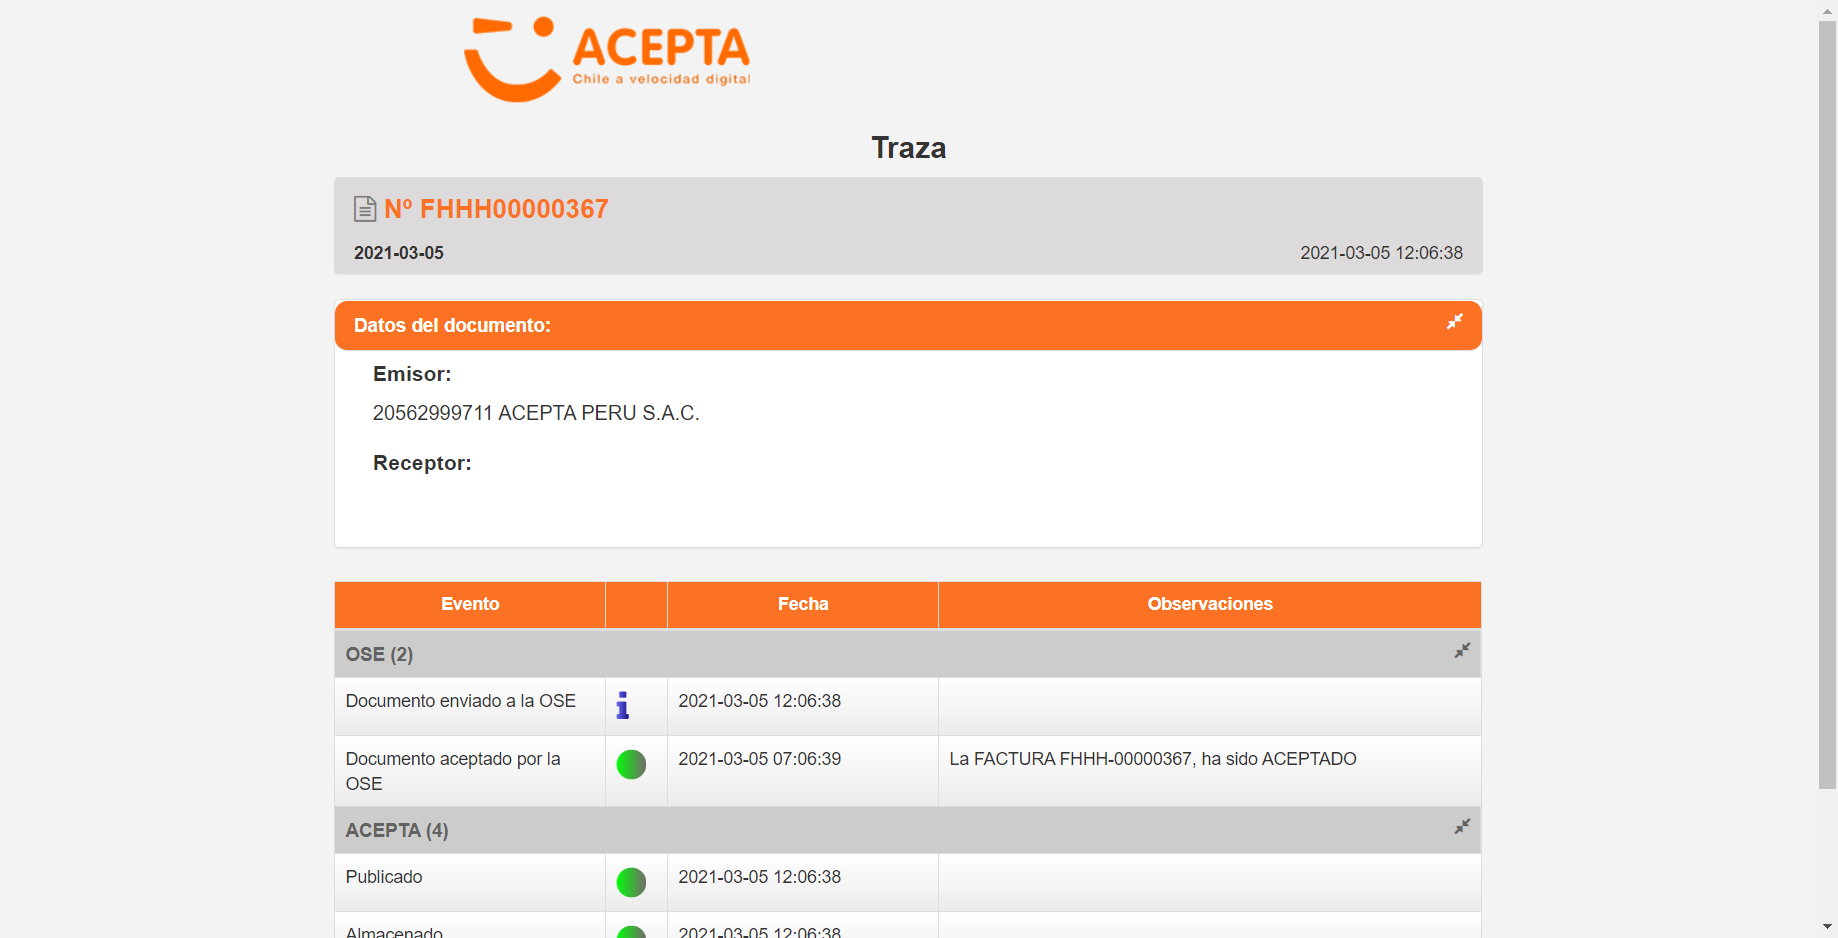 ACEPTA
Chile a velocidad digital
Traza
Nº FHHH00000367
2021-03-05
2021-03-05 12:06:38
Datos del documento:
Emisor:
20562999711 ACEPTA PERU S.A.C.
Receptor:
Evento Fecha Observaciones
OSE (2)
Documento enviado a la OSE 2021-03-05 12:06:38
Documento aceptado por la 2021-03-05 07:06:39 La FACTURA FHHH-00000367, ha sido ACEPTADO
OSE
ACEPTA (4)
Publicado 2021-03-05 12:06:38
Almacenado 2021-03-05 12:06:38